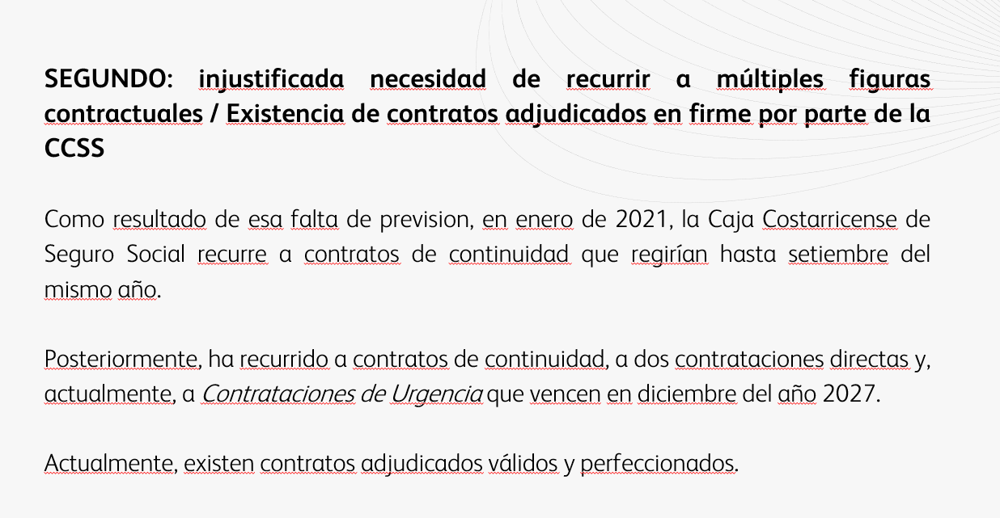 SEGUNDO: injustificada necesidad de recurrir a múltiples figuras
contractuales / Existencia de contratos adjudicados en firme por parte de la
CCSS
Como resultado de esa falta de prevision, en enero de 2021, la Caja Costarricense de
Seguro Social recurre a contratos de continuidad que regirían hasta setiembre del
mismo año.
Posteriormente, ha recurrido a contratos de continuidad, a dos contrataciones directas y,
actualmente, a Contrataciones de Urgencia que vencen en diciembre del año 2027.
Actualmente, existen contratos adjudicados válidos y perfeccionados.